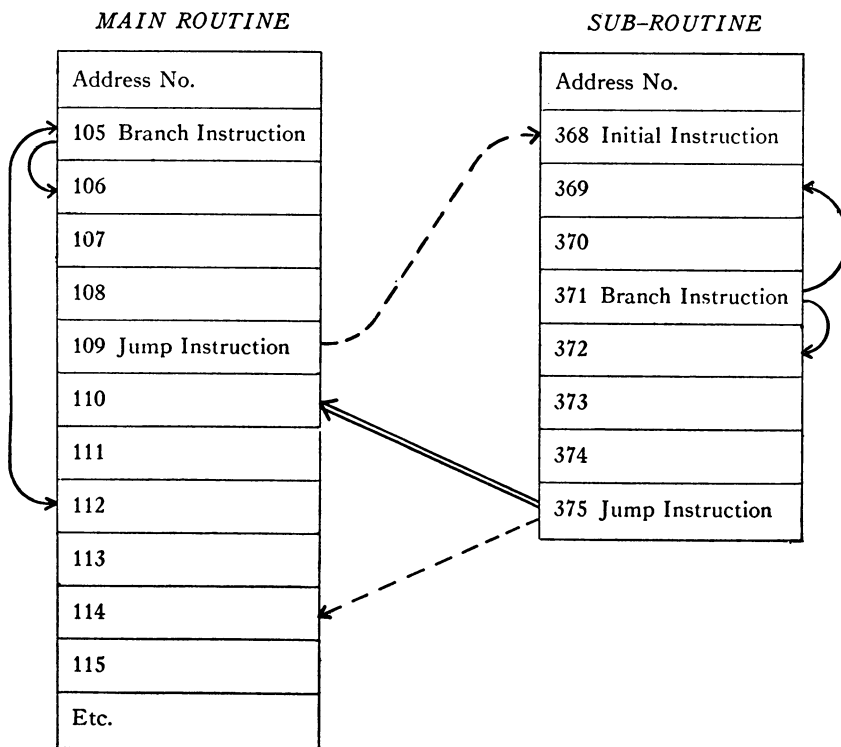 MAIN ROUTINE
Address No.
105 Branch Instruction
106
107
108
109 Jump Instruction
110
111
112
113
114
115
Etc.
SUB-ROUTINE
Address No.
368 Initial Instruction
369
370
371 Branch Instruction
372
373
374
375 Jump Instruction